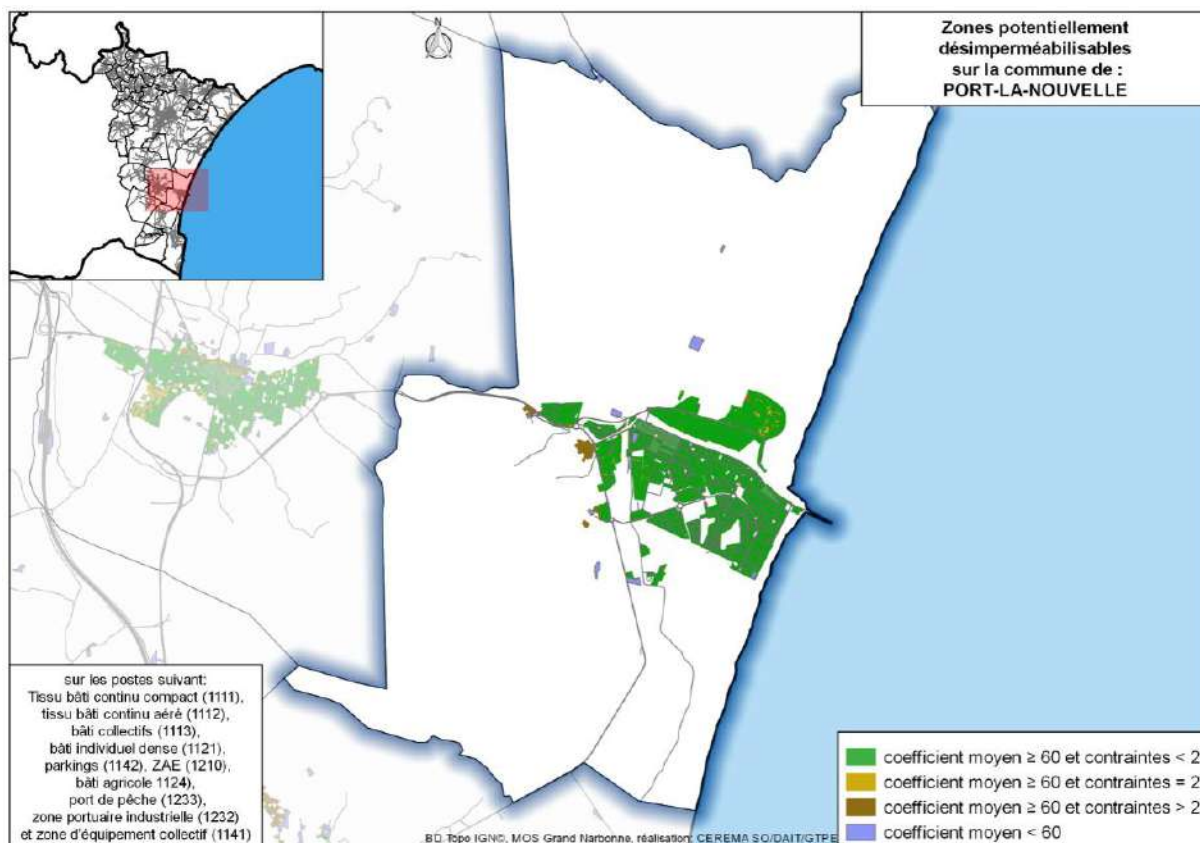 N
Zones potentiellement
désimperméabilisables
sur la commune de :
PORT-LA-NOUVELLE
sur les postes suivant:
Tissu bâti continu compact (1111),
tissu bâti continu aéré (1112),
bâti collectifs (1113),
bâti individuel dense (1121),
parkings (1142), ZAE (1210),
bâti agricole 1124),
port de pêche (1233),
zone portuaire industrielle (1232)
et zone d'équipement collectif (1141)
coefficient moyen ≥ 60 et contraintes < 2
coefficient moyen ≥ 60 et contraintes = 2
coefficient moyen ≥ 60 et contraintes > 2
coefficient moyen < 60
BD Topo IGN©, MOS Grand Narbonne, réalisation: CEREMA SO/DAIT/GTPE